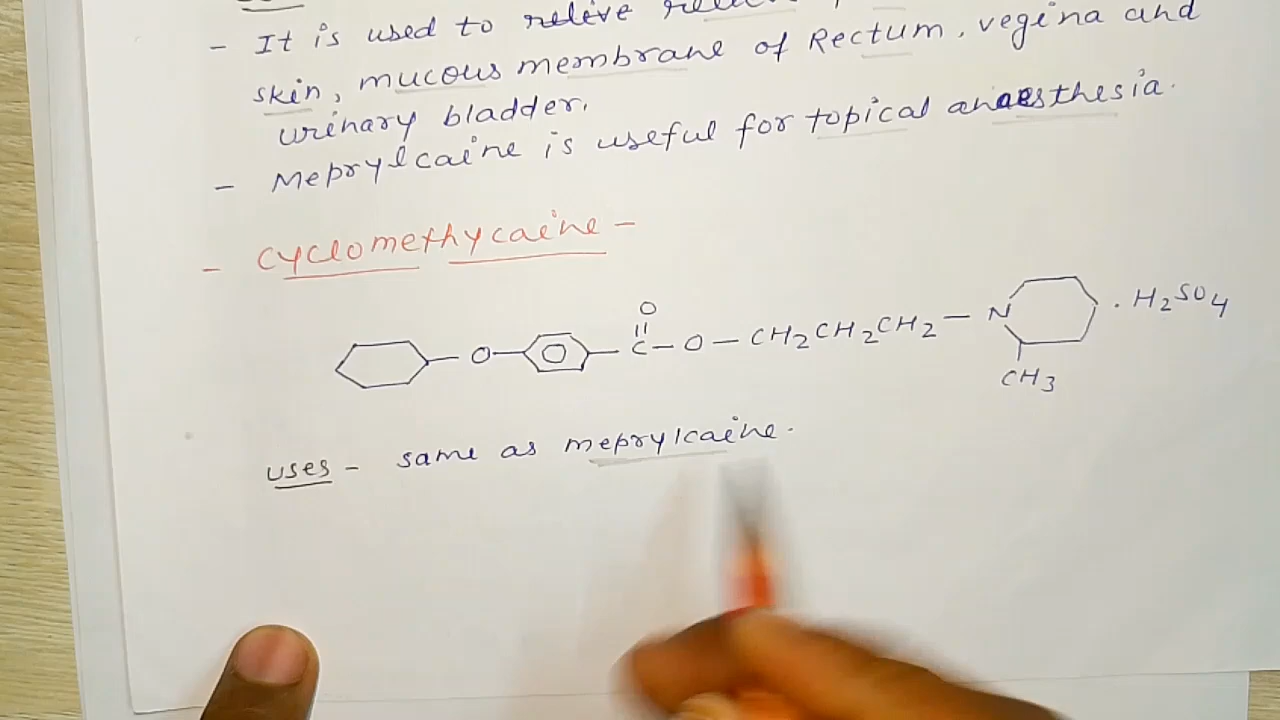 - It is used to relive
skin, mucous membrane of Rectum, vegina and
urinary bladder.
- Meprylcaine is useful for topical anaesthesia.
- Cyclomethycaine -
O
O C - O - CH2CH2CH2 - N . H2SO4
CH3
uses - same as meprylcaine.